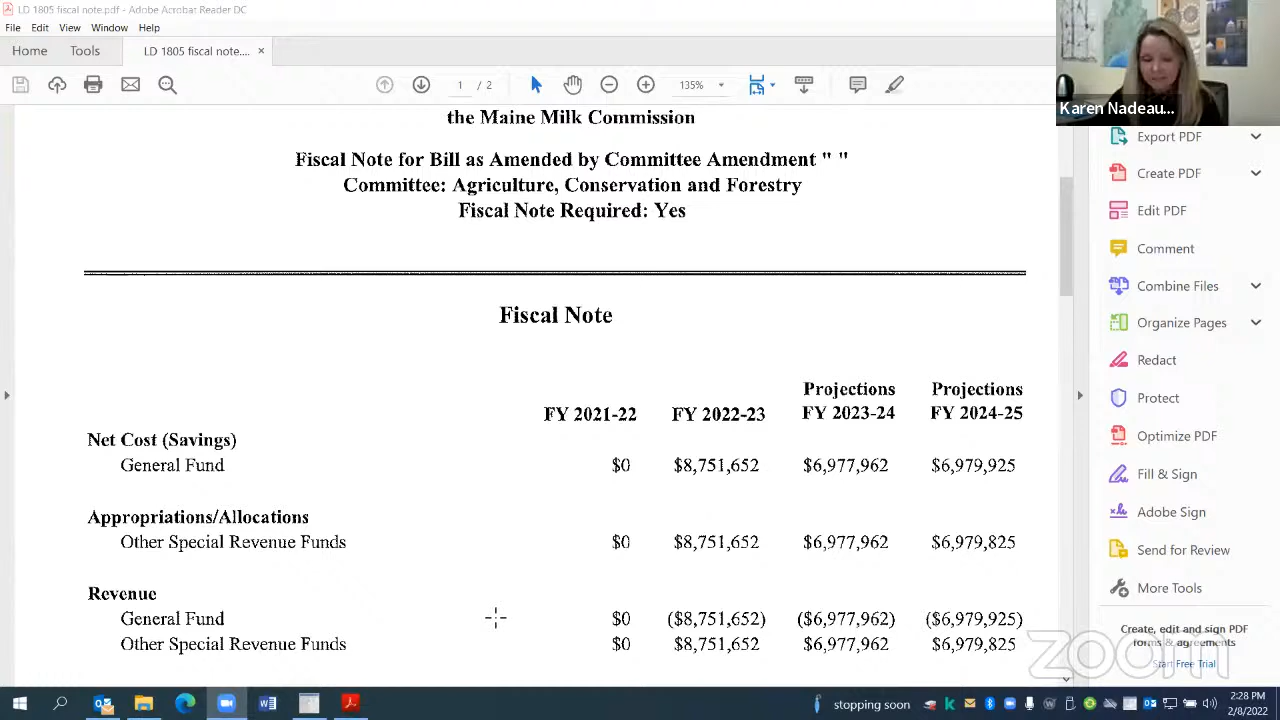 LD 1805 fiscal note.pdf - Adobe Acrobat Reader DC
File Edit View Window Help
Home Tools LD 1805 fiscal note.... ×
1 / 2 135%
Karen Nadeau...
the Maine Milk Commission
Fiscal Note for Bill as Amended by Committee Amendment " "
Committee: Agriculture, Conservation and Forestry
Fiscal Note Required: Yes
Fiscal Note
Projections Projections
FY 2021-22 FY 2022-23 FY 2023-24 FY 2024-25
Net Cost (Savings)
General Fund $0 $8,751,652 $6,977,962 $6,979,925
Appropriations/Allocations
Other Special Revenue Funds $0 $8,751,652 $6,977,962 $6,979,825
Revenue
General Fund $0 ($8,751,652) ($6,977,962) ($6,979,925)
Other Special Revenue Funds $0 $8,751,652 $6,977,962 $6,979,825
Export PDF
Create PDF
Edit PDF
Comment
Combine Files
Organize Pages
Redact
Protect
Optimize PDF
Fill & Sign
Adobe Sign
Send for Review
More Tools
Create, edit and sign PDF
forms & agreements
Start Free Trial
zoom
stopping soon
2:28 PM
2/8/2022